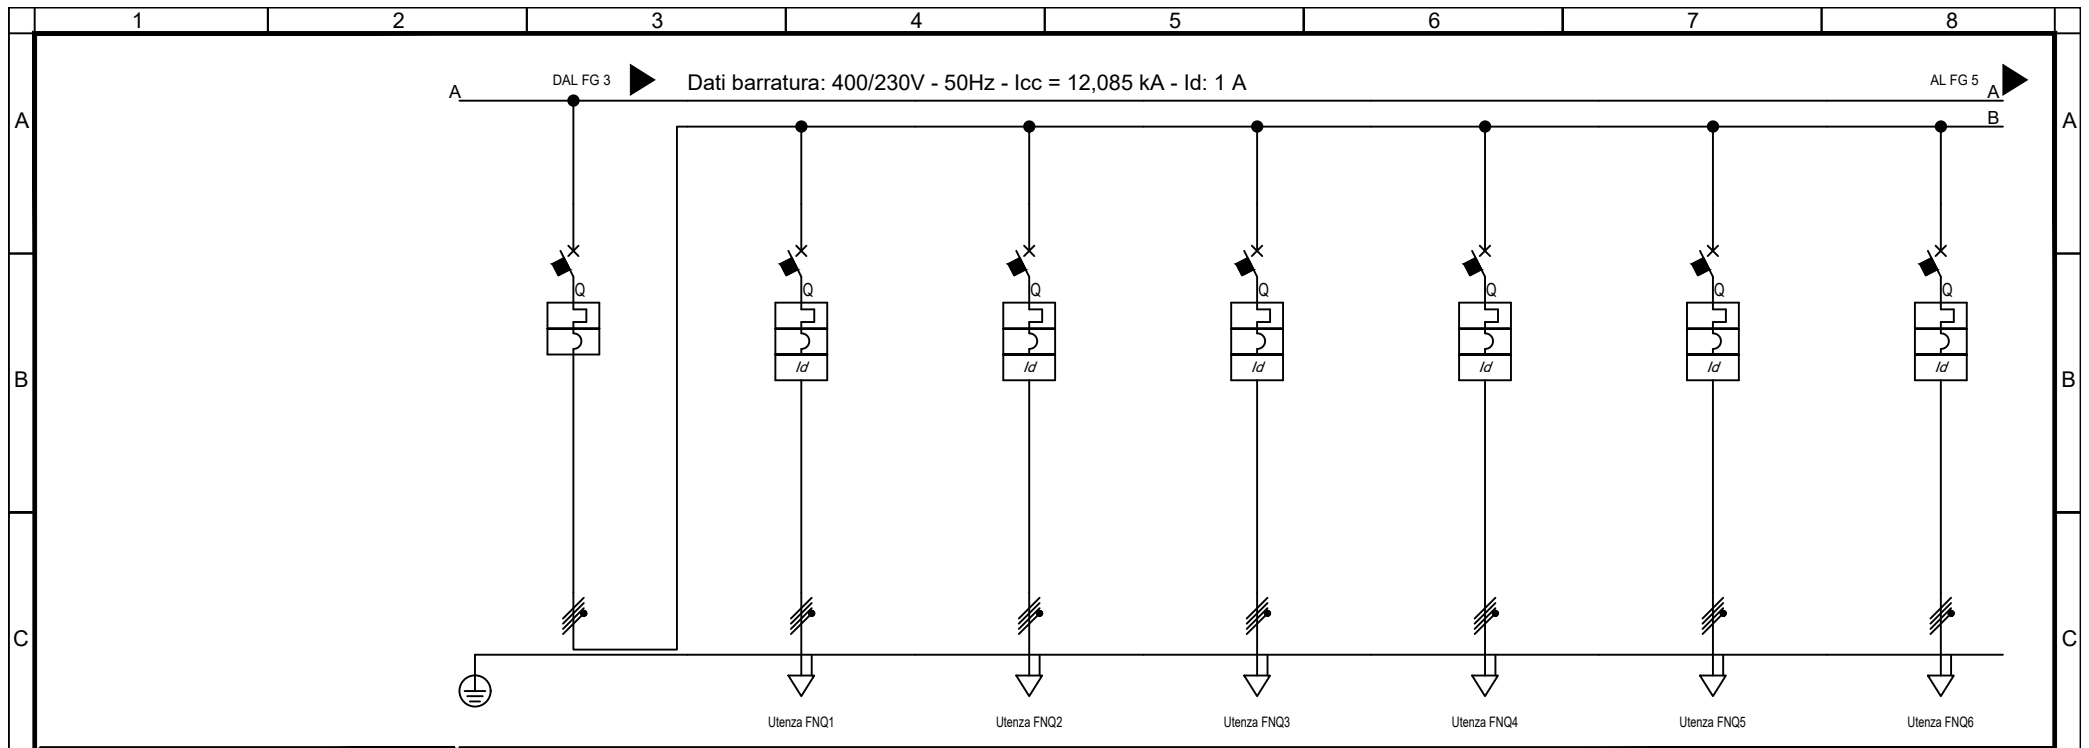 1 2 3 4 5 6 7 8
DAL FG 3 Dati barratura: 400/230V - 50Hz - Icc = 12,085 kA - Id: 1 A AL FG 5
A A
A A
B
Q Q Q Q Q Q Q
Id Id Id Id Id Id
B B
C C
Utenza FNQ1 Utenza FNQ2 Utenza FNQ3 Utenza FNQ4 Utenza FNQ5 Utenza FNQ6